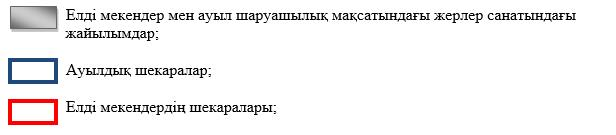 Елді мекендер мен ауыл шаруашылық мақсатындағы жерлер санатындағы
жайылымдар;
Ауылдық шекаралар;
Елді мекендердің шекаралары;